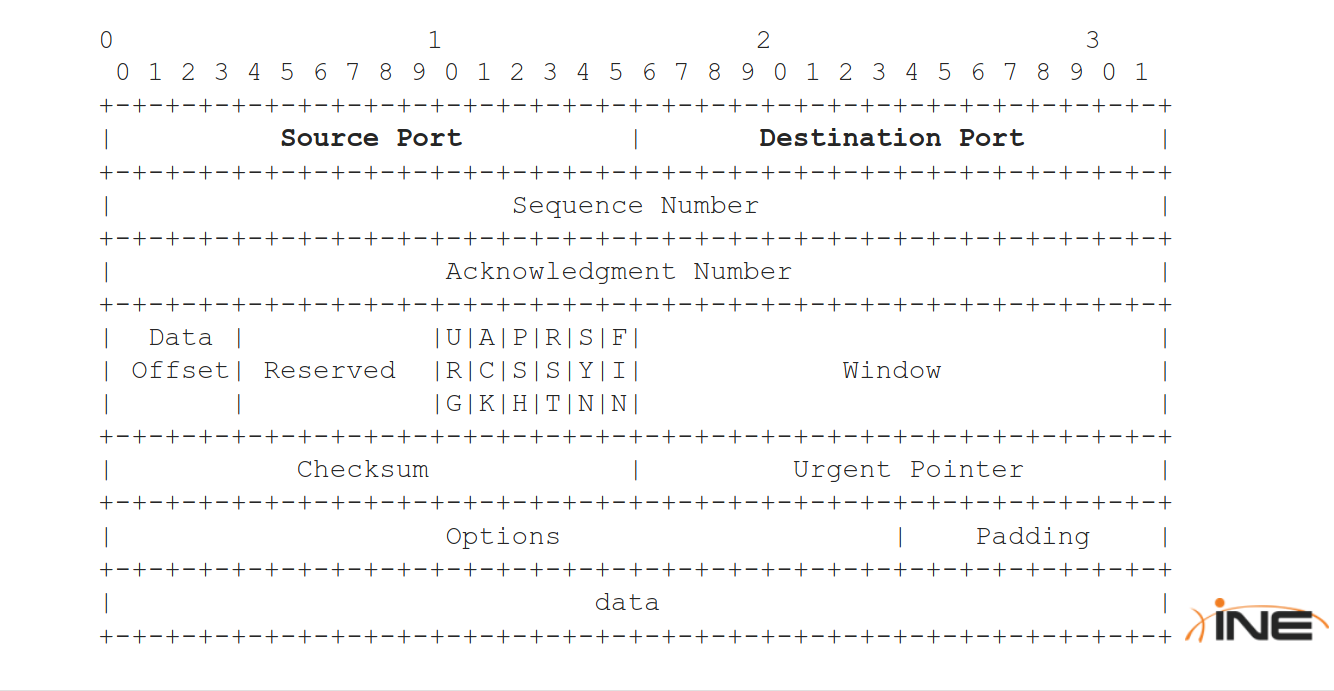 0                   1                   2                   3
 0 1 2 3 4 5 6 7 8 9 0 1 2 3 4 5 6 7 8 9 0 1 2 3 4 5 6 7 8 9 0 1
+-+-+-+-+-+-+-+-+-+-+-+-+-+-+-+-+-+-+-+-+-+-+-+-+-+-+-+-+-+-+-+-+
|          Source Port          |       Destination Port        |
+-+-+-+-+-+-+-+-+-+-+-+-+-+-+-+-+-+-+-+-+-+-+-+-+-+-+-+-+-+-+-+-+
|                        Sequence Number                        |
+-+-+-+-+-+-+-+-+-+-+-+-+-+-+-+-+-+-+-+-+-+-+-+-+-+-+-+-+-+-+-+-+
|                    Acknowledgment Number                      |
+-+-+-+-+-+-+-+-+-+-+-+-+-+-+-+-+-+-+-+-+-+-+-+-+-+-+-+-+-+-+-+-+
|  Data |           |U|A|P|R|S|F|                               |
| Offset| Reserved  |R|C|S|S|Y|I|            Window             |
|       |           |G|K|H|T|N|N|                               |
+-+-+-+-+-+-+-+-+-+-+-+-+-+-+-+-+-+-+-+-+-+-+-+-+-+-+-+-+-+-+-+-+
|           Checksum            |         Urgent Pointer        |
+-+-+-+-+-+-+-+-+-+-+-+-+-+-+-+-+-+-+-+-+-+-+-+-+-+-+-+-+-+-+-+-+
|                    Options                    |    Padding    |
+-+-+-+-+-+-+-+-+-+-+-+-+-+-+-+-+-+-+-+-+-+-+-+-+-+-+-+-+-+-+-+-+
|                             data                              |
+-+-+-+-+-+-+-+-+-+-+-+-+-+-+-+-+-+-+-+-+-+-+-+-+-+-+-+-+-+-+-+-+
iNE